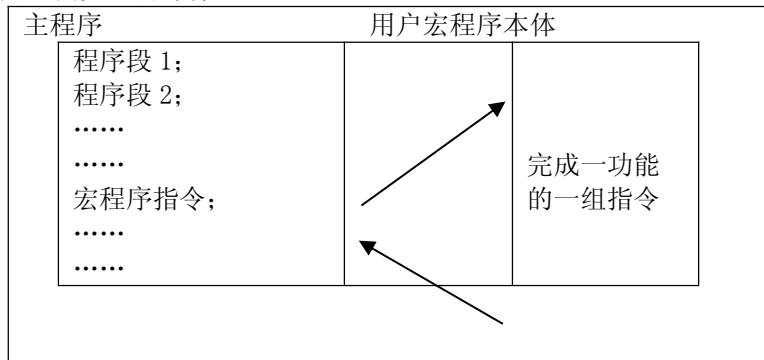 主程序 用户宏程序本体
程序段 1;
程序段 2;
……
……
宏程序指令;
……
……
完成一功能
的一组指令